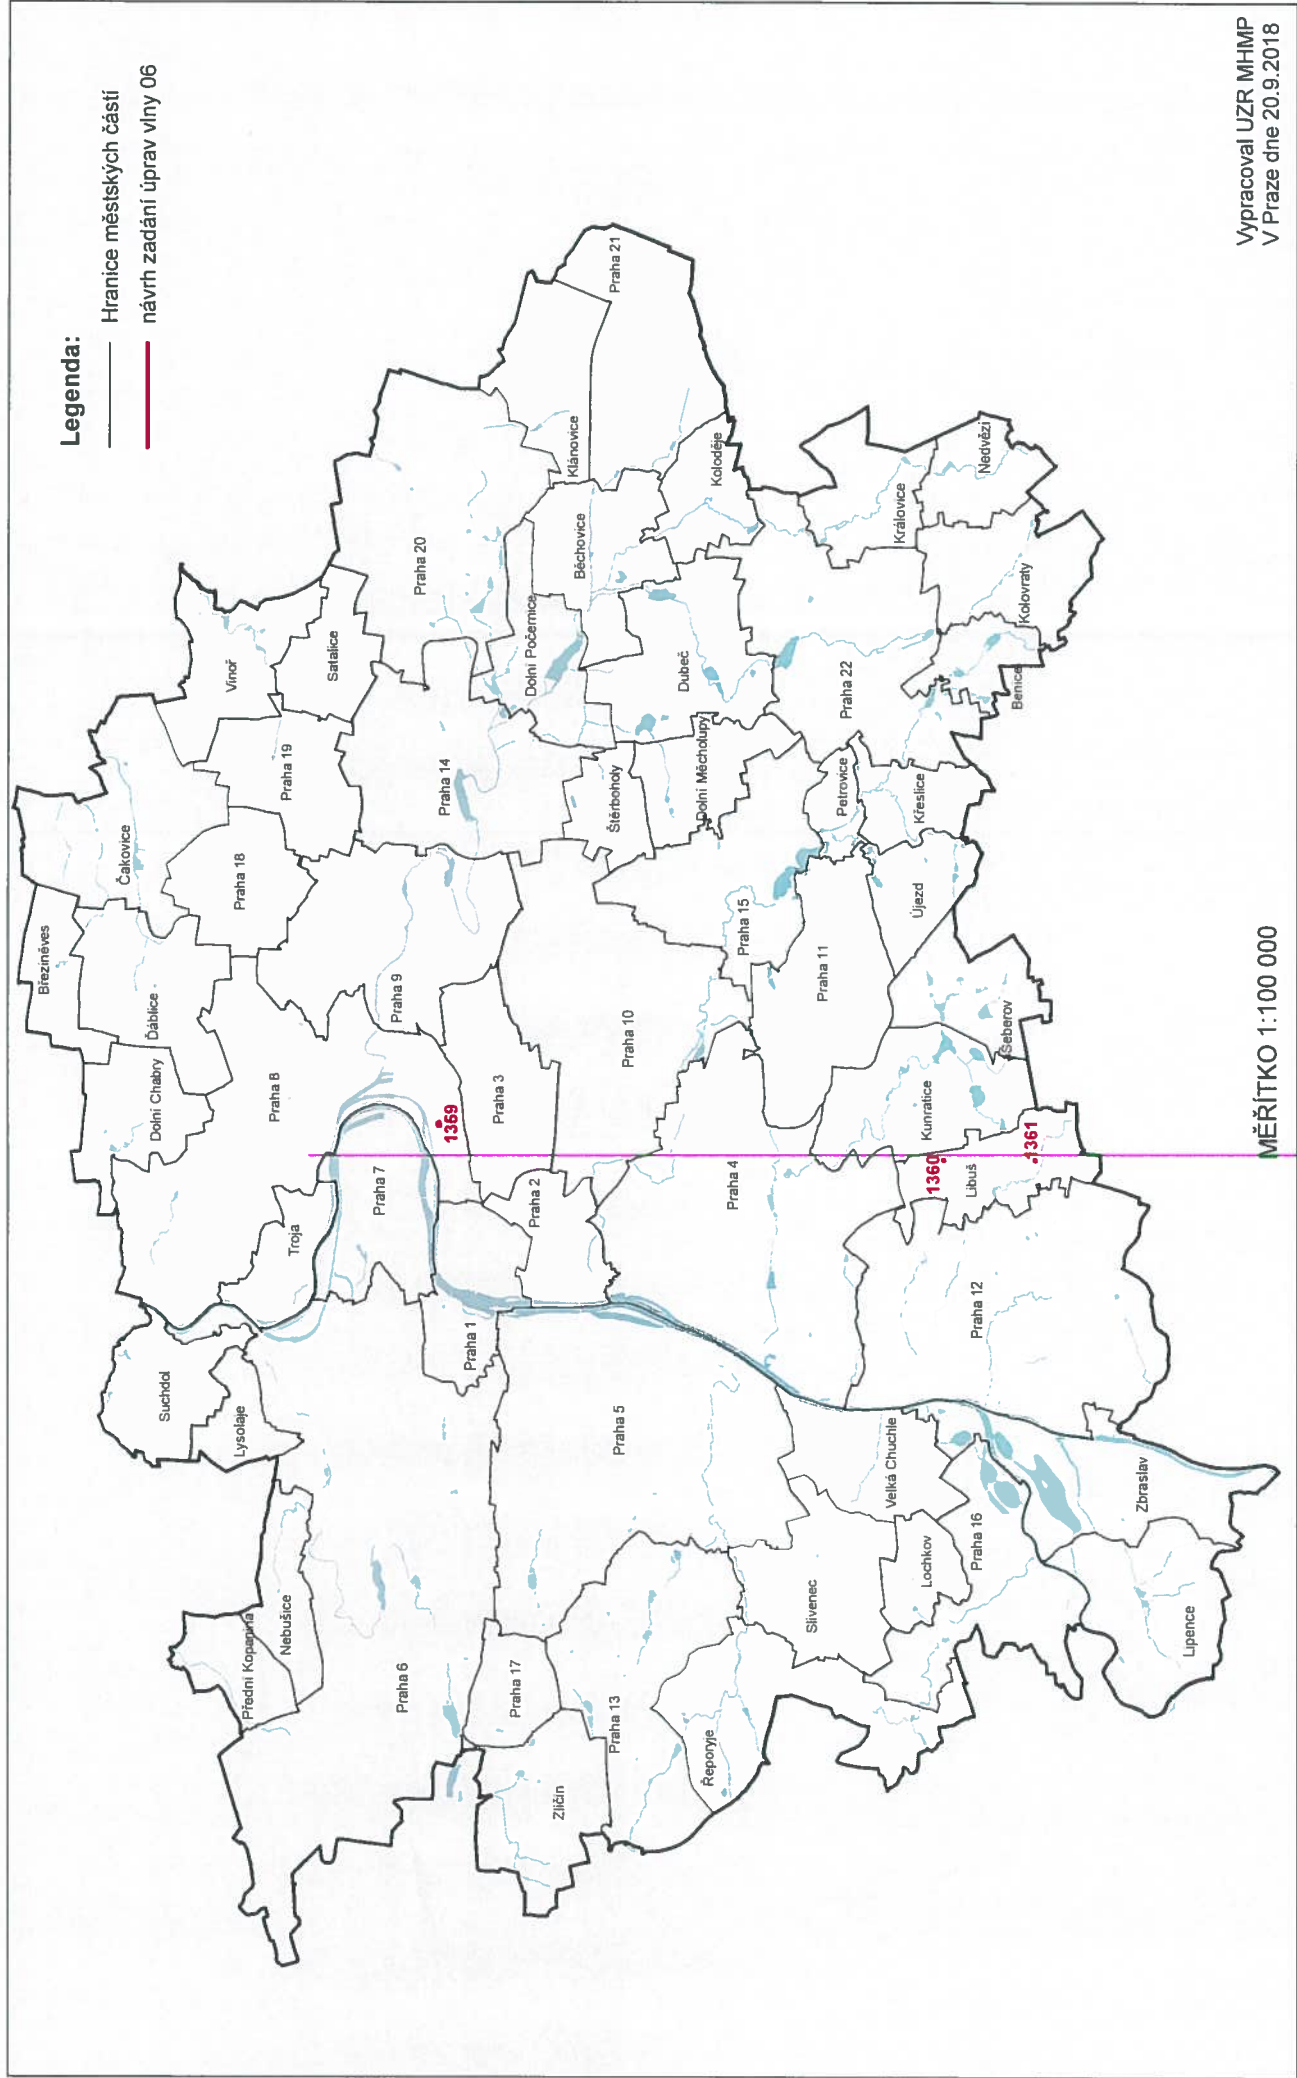 Legenda:
Hranice městských částí
návrh zadání úprav vlny 06
Březiněves
Čakovice
Ďáblice
Dolní Chabry
Praha 18
Praha 19
Vinoř
Satalice
Praha 8
Praha 9
Praha 14
Praha 20
Klánovice
Praha 21
Koloděje
Běchovice
Dolní Počernice
Dubeč
Štěrboholy
Dolní Měcholupy
Praha 15
Praha 10
Praha 3
1359
Praha 7
Troja
Suchdol
Lysolaje
Nebušice
Přední Kopanina
Praha 6
Praha 1
Praha 2
Praha 5
Praha 17
Zličín
Praha 13
Řeporyje
Slivenec
Velká Chuchle
Lochkov
Praha 16
Lipence
Zbraslav
Praha 12
Praha 4
1360
Libuš
1361
Kunratice
Šeberov
Praha 11
Újezd
Petrovice
Křeslice
Praha 22
Benice
Kolovraty
Královice
Nedvězí
MĚŘÍTKO 1:100 000
Vypracoval UZR MHMP
V Praze dne 20.9.2018